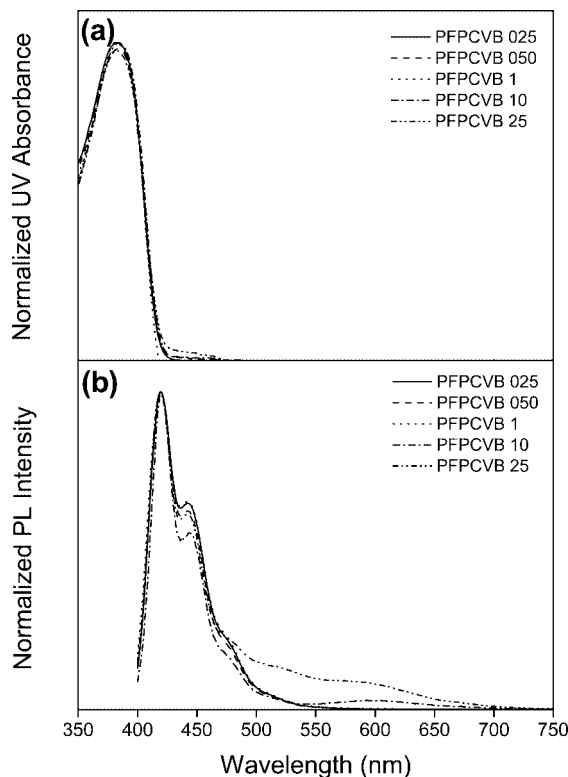 (a)
PFPCVB 025
PFPCVB 050
PFPCVB 1
PFPCVB 10
PFPCVB 25
Normalized UV Absorbance
(b)
PFPCVB 025
PFPCVB 050
PFPCVB 1
PFPCVB 10
PFPCVB 25
Normalized PL Intensity
350 400 450 500 550 600 650 700 750
Wavelength (nm)